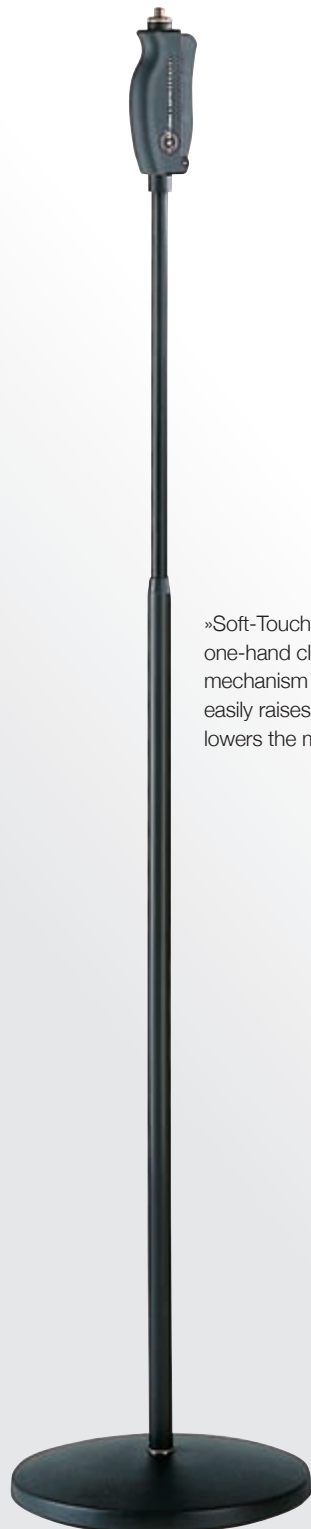 »Soft-Touch
one-hand cl
mechanism
easily raises
lowers the m